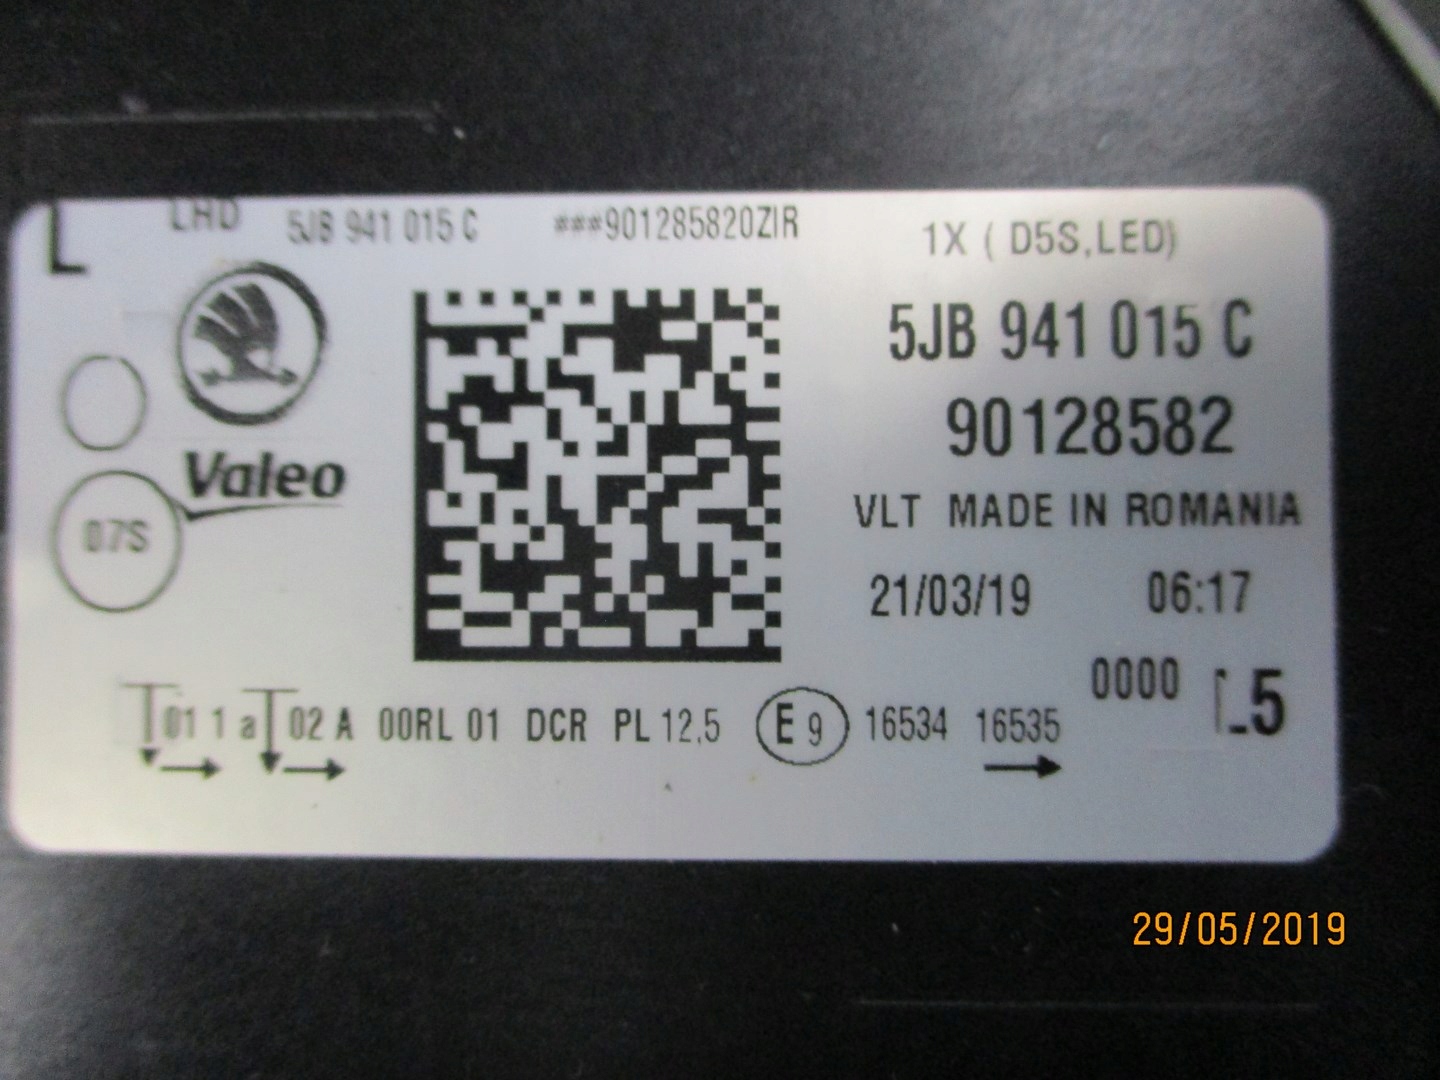 L LHD 5JB 941 015 C ###901285820ZIR 1X ( D5S,LED)
5JB 941 015 C
90128582
Valeo
VLT MADE IN ROMANIA
07S
21/03/19 06:17
0000 L5
01 1 a 02 A 00RL 01 DCR PL 12,5 E 9 16534 16535
29/05/2019